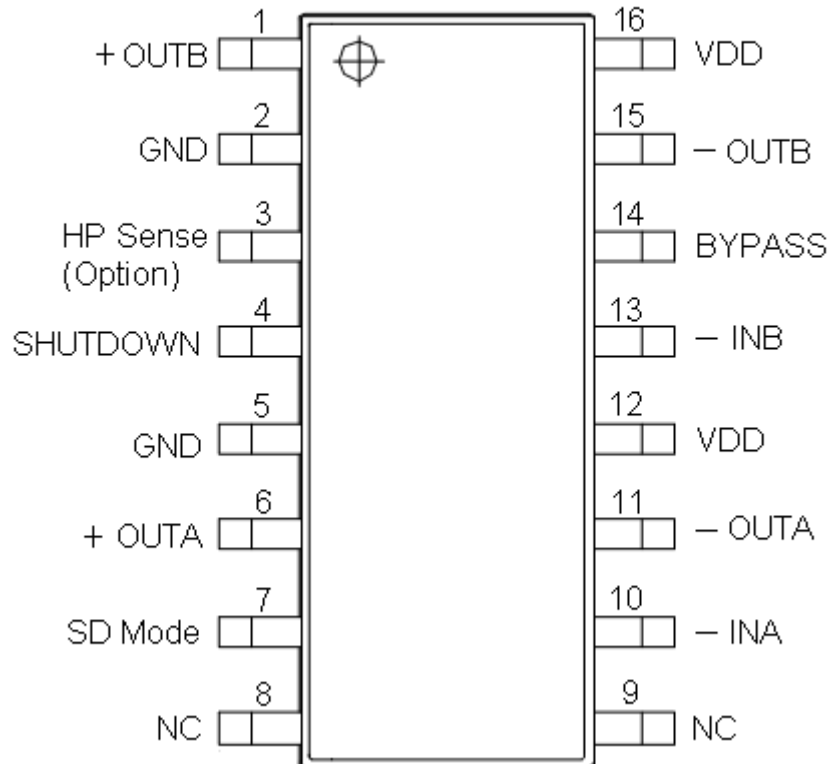 1
+ OUTB
2
GND
3
HP Sense
(Option)
4
SHUTDOWN
5
GND
6
+ OUTA
7
SD Mode
8
NC
16
VDD
15
— OUTB
14
BYPASS
13
— INB
12
VDD
11
— OUTA
10
— INA
9
NC